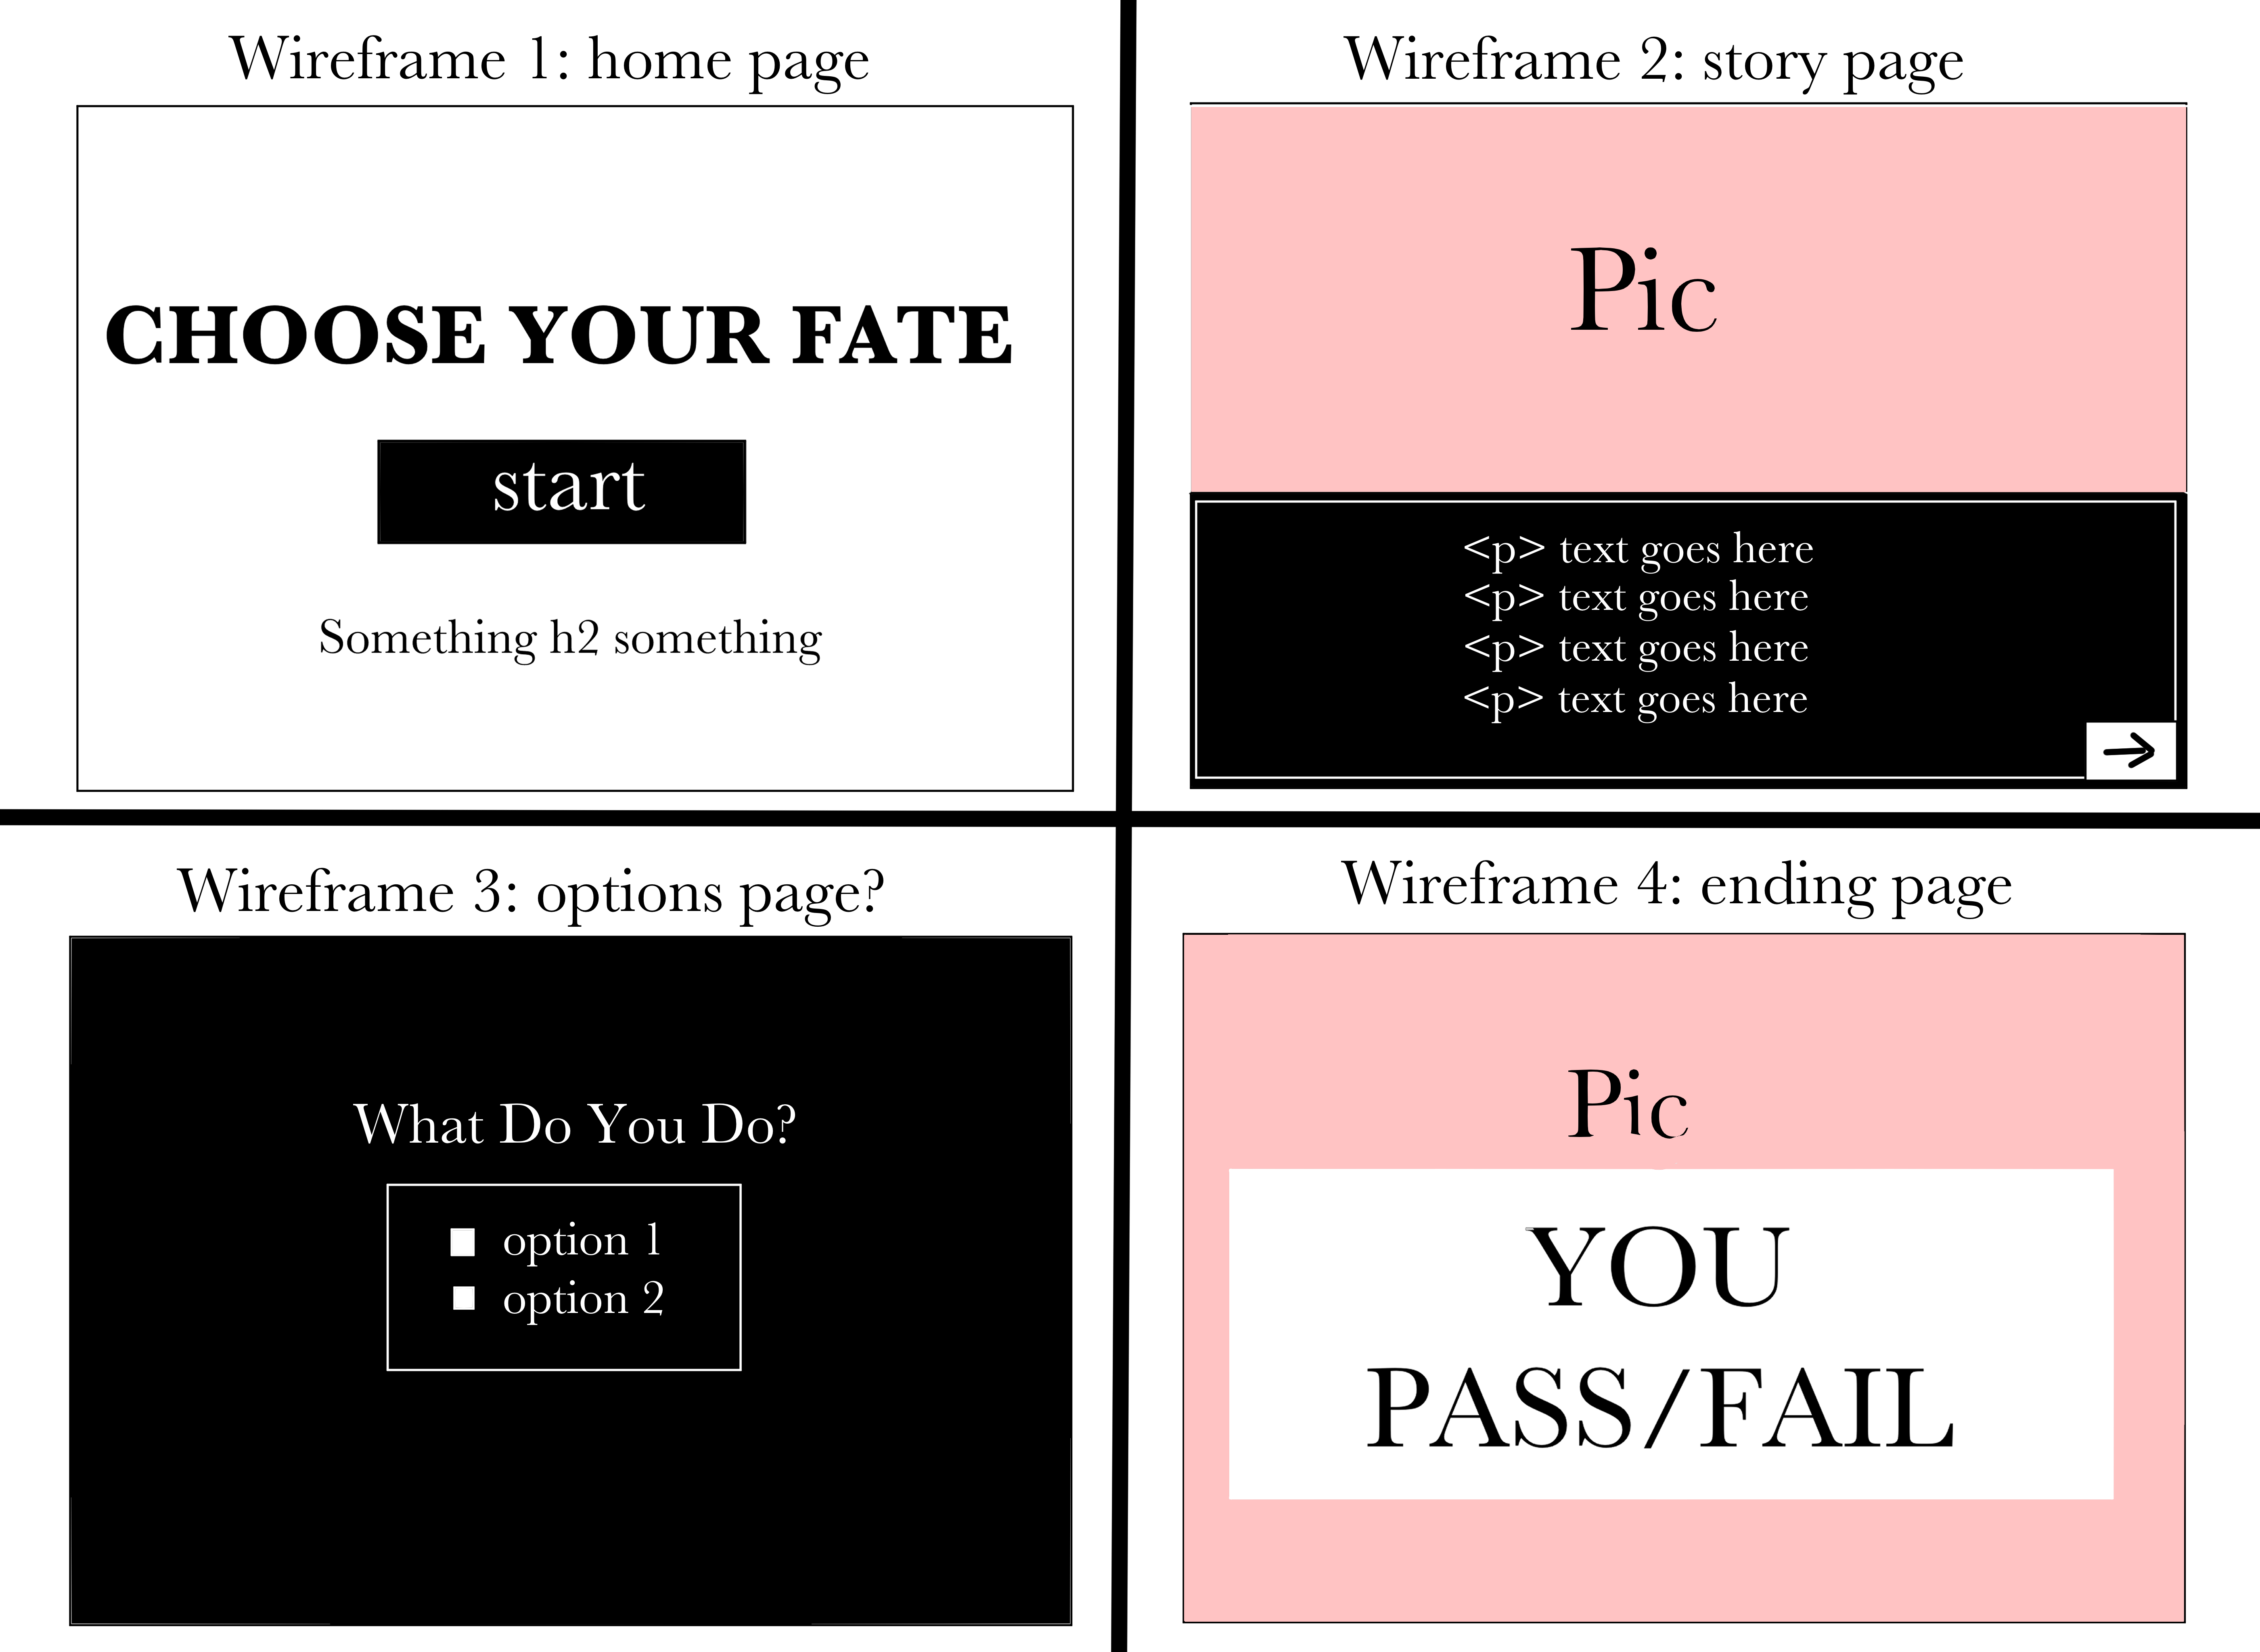 Wireframe 1: home page
CHOOSE YOUR FATE
start
Something h2 something
Wireframe 2: story page
Pic
<p> text goes here
<p> text goes here
<p> text goes here
<p> text goes here
Wireframe 3: options page?
What Do You Do?
option 1
option 2
Wireframe 4: ending page
Pic
YOU
PASS/FAIL